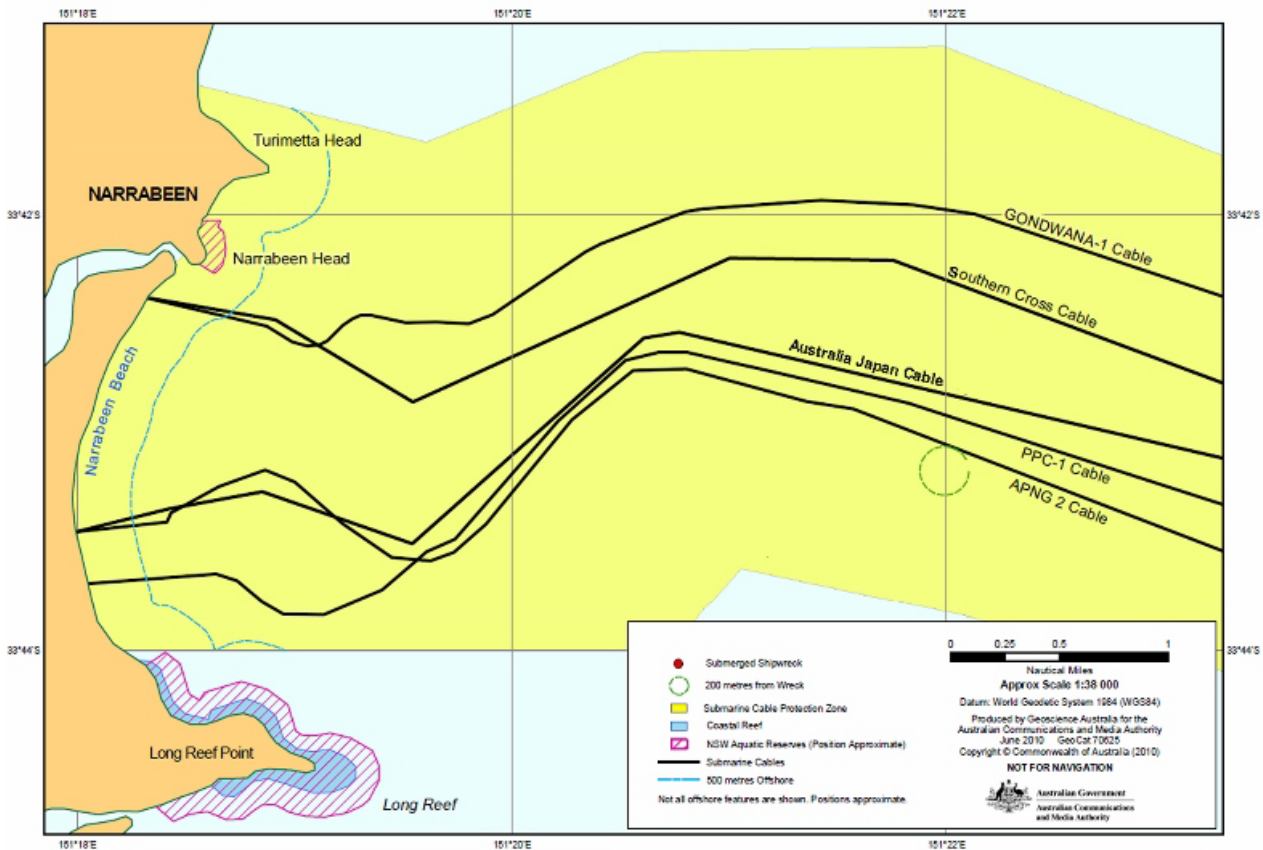 151°18'E
151°20'E
151°22'E
Turimetta Head
NARRABEEN
33°42'S
33°42'S
GONDWANA-1 Cable
Narrabeen Head
Southern Cross Cable
Australia Japan Cable
Narrabeen Beach
PPC-1 Cable
APNG 2 Cable
33°44'S
33°44'S
Long Reef Point
Long Reef
Submerged Shipwreck
200 metres from Wreck
Submarine Cable Protection Zone
Coastal Reef
NSW Aquatic Reserves (Position Approximate)
Submarine Cables
500 metres Offshore
Not all offshore features are shown. Positions approximate.
0 0.25 0.5 1
Nautical Miles
Approx Scale 1:38 000
Datum: World Geodetic System 1984 (WGS84)
Produced by Geoscience Australia for the
Australian Communications and Media Authority
June 2010 GeoCat 70625
Copyright © Commonwealth of Australia (2010)
NOT FOR NAVIGATION
Australian Government
Australian Communications
and Media Authority
151°18'E
151°20'E
151°22'E